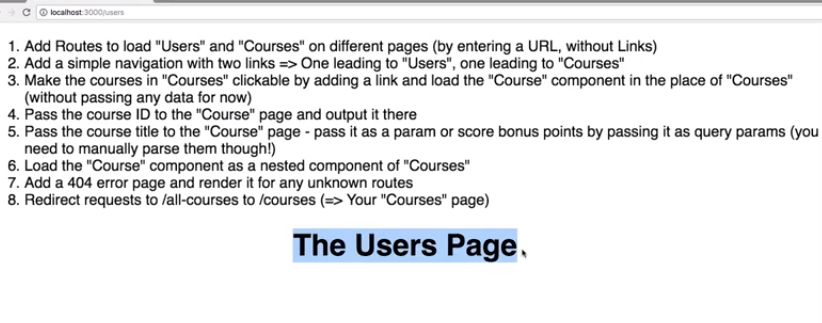 localhost:3000/users
1. Add Routes to load "Users" and "Courses" on different pages (by entering a URL, without Links)
2. Add a simple navigation with two links => One leading to "Users", one leading to "Courses"
3. Make the courses in "Courses" clickable by adding a link and load the "Course" component in the place of "Courses"
(without passing any data for now)
4. Pass the course ID to the "Course" page and output it there
5. Pass the course title to the "Course" page - pass it as a param or score bonus points by passing it as query params (you
need to manually parse them though!)
6. Load the "Course" component as a nested component of "Courses"
7. Add a 404 error page and render it for any unknown routes
8. Redirect requests to /all-courses to /courses (=> Your "Courses" page)
The Users Page